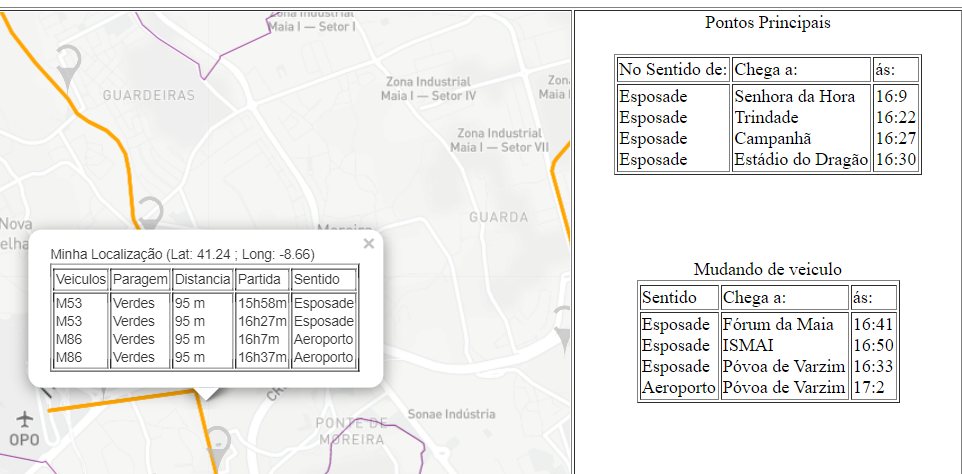 Zona Industrial
Maia I — Setor I
GUARDEIRAS
Zona Industrial
Maia I — Setor IV
Zon
Maia I
Zona Industrial
Maia I — Setor VII
GUARDA
Nova
Moreira
Minha Localização (Lat: 41.24 ; Long: -8.66)
×
Veiculos Paragem Distancia Partida Sentido
M53 Verdes 95 m 15h58m Esposade
M53 Verdes 95 m 16h27m Esposade
M86 Verdes 95 m 16h7m Aeroporto
M86 Verdes 95 m 16h37m Aeroporto
OPO
PONTE DE
MOREIRA
Sonae Indústria
Pontos Principais
No Sentido de: Chega a: ás:
Esposade Senhora da Hora 16:9
Esposade Trindade 16:22
Esposade Campanhã 16:27
Esposade Estádio do Dragão 16:30
Mudando de veiculo
Sentido Chega a: ás:
Esposade Fórum da Maia 16:41
Esposade ISMAI 16:50
Esposade Póvoa de Varzim 16:33
Aeroporto Póvoa de Varzim 17:2